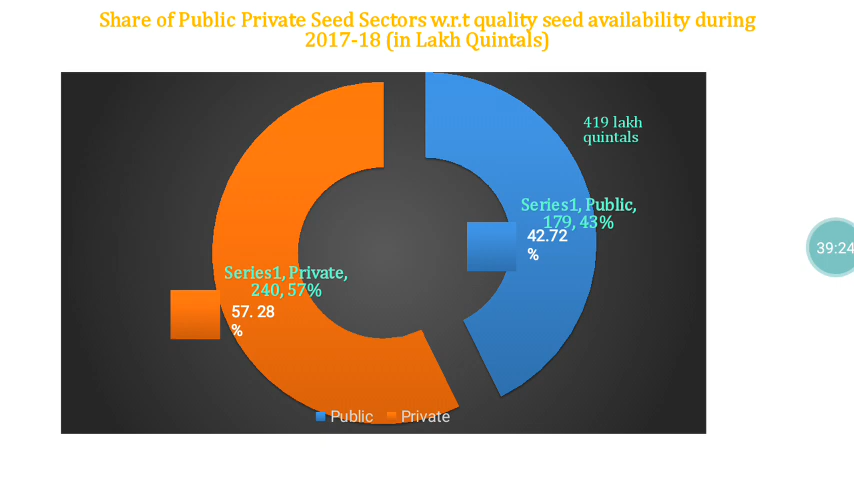 Share of Public Private Seed Sectors w.r.t quality seed availability during
2017-18 (in Lakh Quintals)
419 lakh
quintals
Series1, Public,
179, 43%
42.72
%
39:24
Series1, Private,
240, 57%
57. 28
%
Public Private